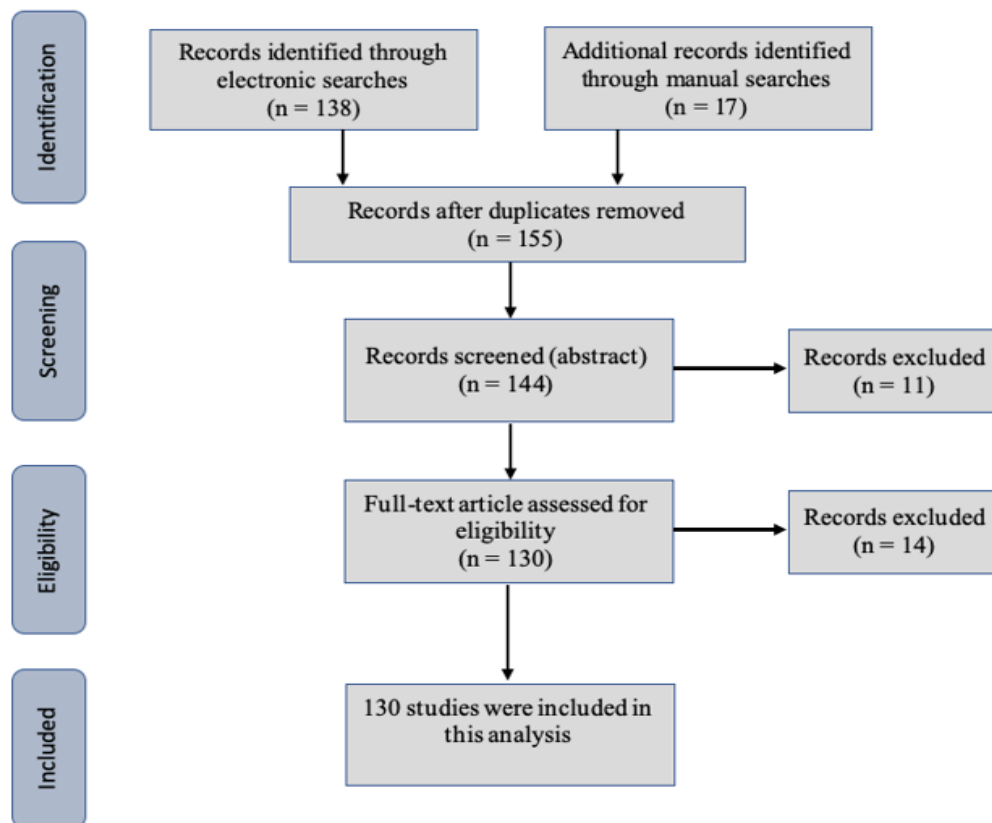 Identification
Records identified through
electronic searches
(n = 138)
Additional records identified
through manual searches
(n = 17)
Records after duplicates removed
(n = 155)
Screening
Records screened (abstract)
(n = 144)
Records excluded
(n = 11)
Eligibility
Full-text article assessed for
eligibility
(n = 130)
Records excluded
(n = 14)
Included
130 studies were included in
this analysis